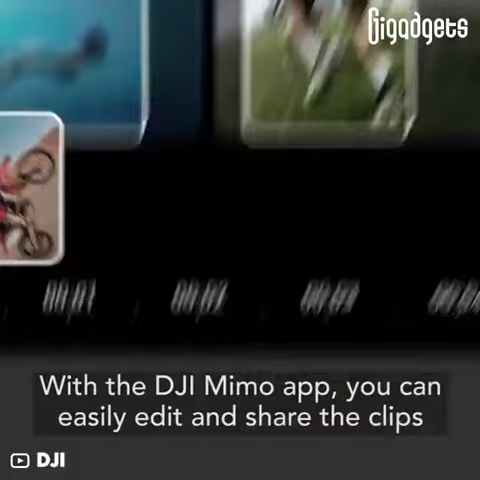 Gigadgets
With the DJI Mimo app, you can
easily edit and share the clips
DJI